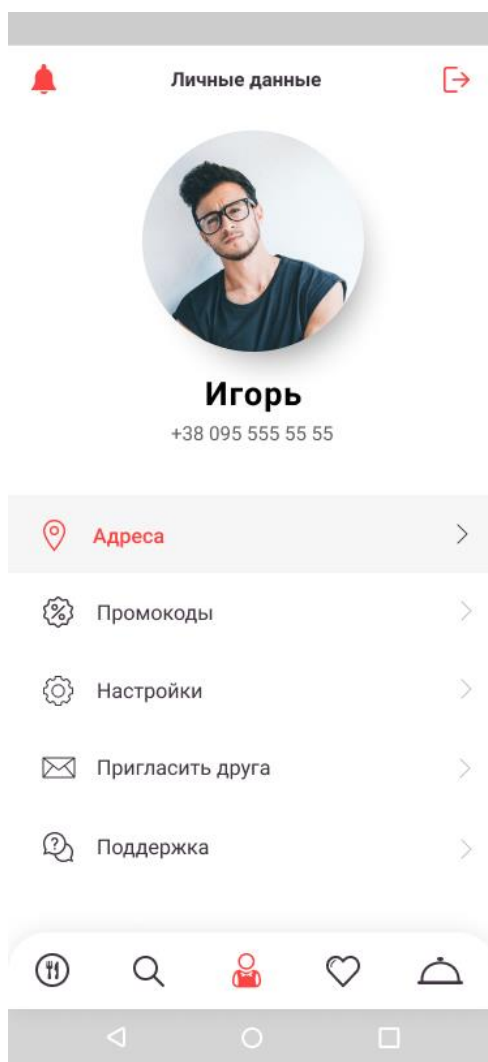 Личные данные
Игорь
+38 095 555 55 55
Адреса
Промокоды
Настройки
Пригласить друга
Поддержка